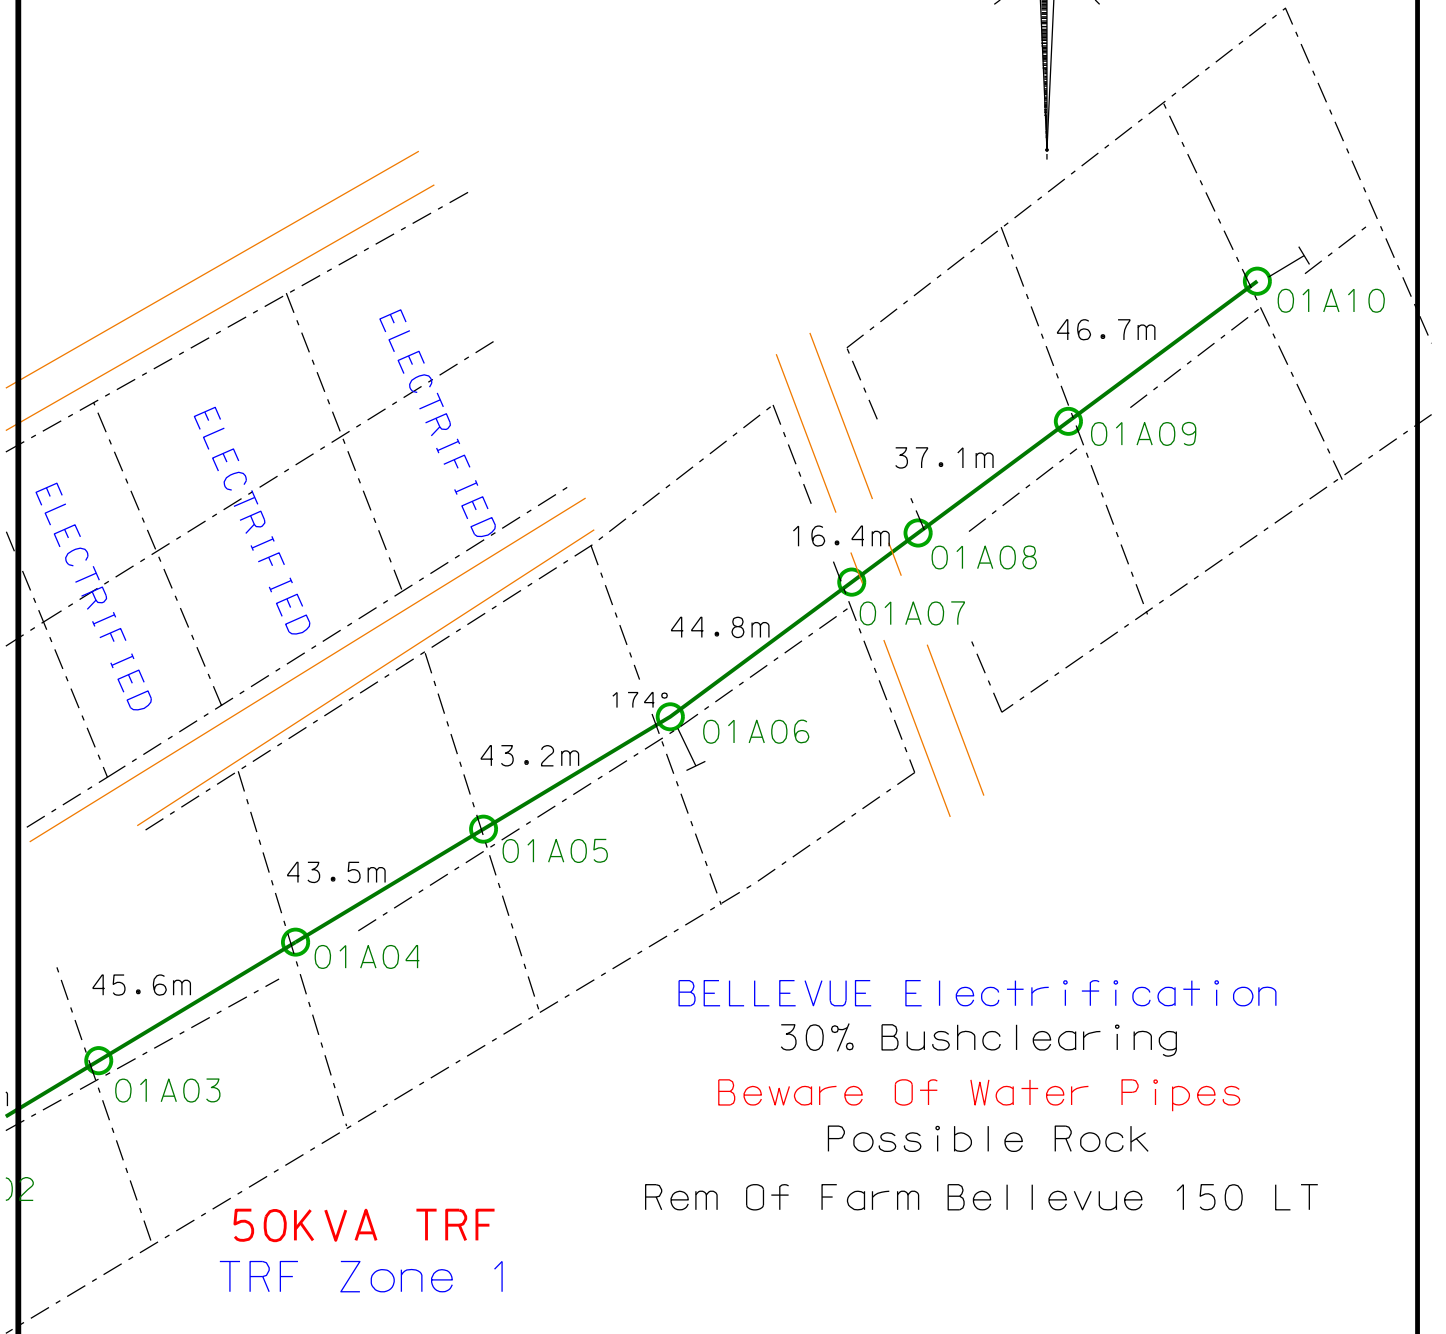 ELECTRIFIED
ELECTRIFIED
ELECTRIFIED
01A10
46.7m
01A09
37.1m
16.4m
01A08
01A07
44.8m
174°
01A06
43.2m
01A05
43.5m
01A04
45.6m
01A03
BELLEVUE Electrification
30% Bushclearing
Beware Of Water Pipes
Possible Rock
Rem Of Farm Bellevue 150 LT
50KVA TRF
TRF Zone 1